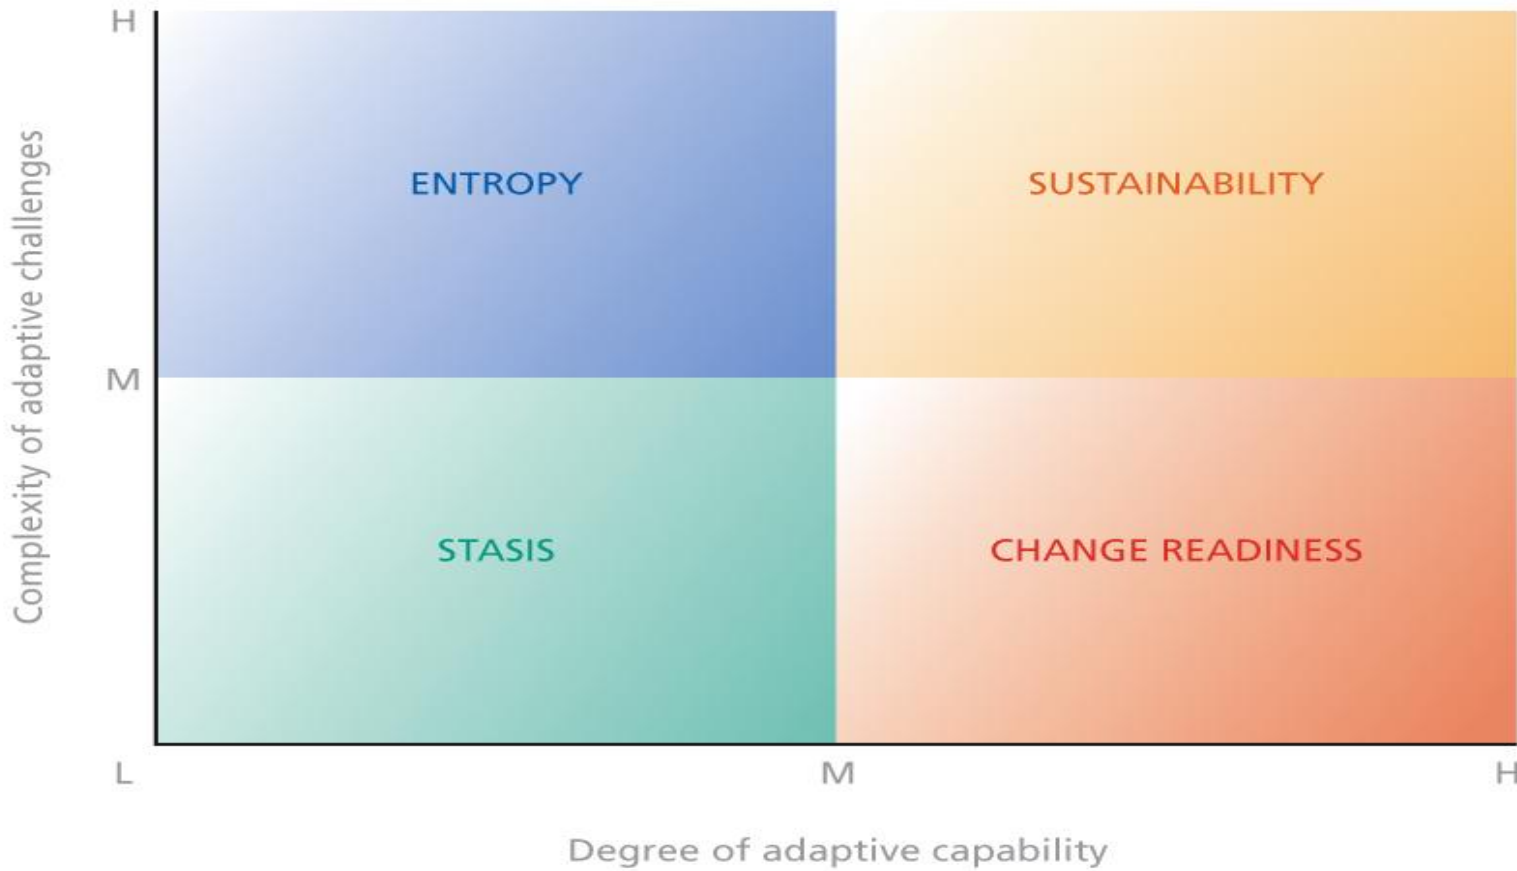 H
ENTROPY
SUSTAINABILITY
Complexity of adaptive challenges
M
STASIS
CHANGE READINESS
L
M
H
Degree of adaptive capability